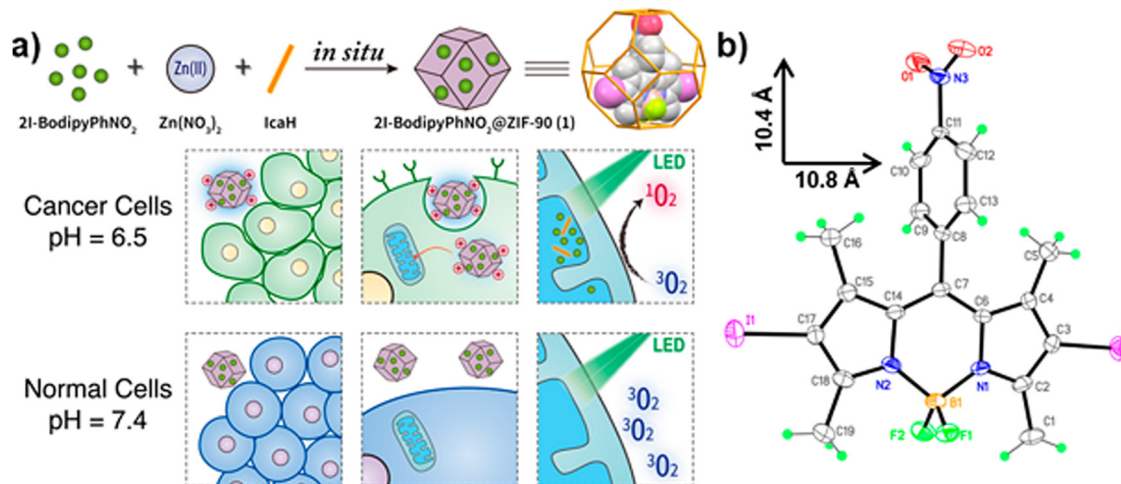 a)
+ Zn(II) + in situ
2I-BodipyPhNO2 Zn(NO3)2 IcaH 2I-BodipyPhNO2@ZIF-90 (1)
Cancer Cells
pH = 6.5
LED
1O2
3O2
Normal Cells
pH = 7.4
LED
3O2
3O2
3O2
b)
10.4 Å
10.8 Å
O1
O2
N3
C11
C10
C12
C9
C13
C8
C16
C5
C15
C7
C4
C14
C6
I1
C17
C3
C18
N2
N1
C2
B1
C19
F2
F1
C1